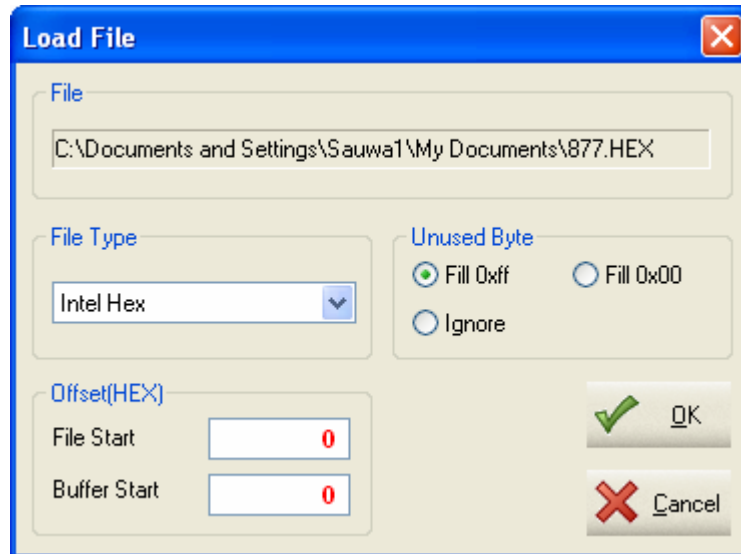 Load File
File
C:\Documents and Settings\Sauwa1\My Documents\877.HEX
File Type
Intel Hex
Unused Byte
Fill 0xff
Fill 0x00
Ignore
Offset(HEX)
File Start
0
Buffer Start
0
OK
Cancel